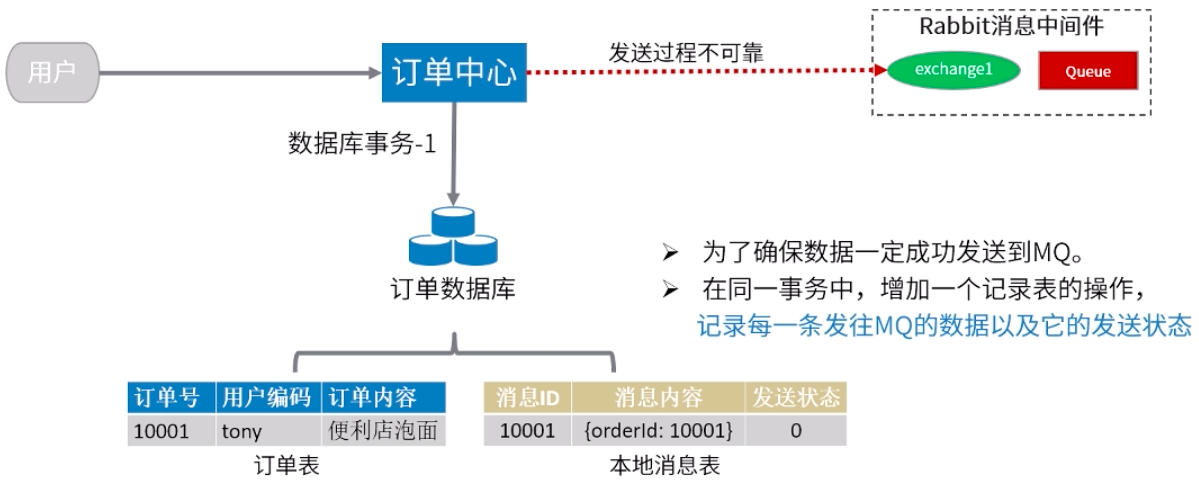 Rabbit消息中间件
用户
订单中心
发送过程不可靠
exchange1
Queue
数据库事务-1
订单数据库
➢ 为了确保数据一定成功发送到MQ。
➢ 在同一事务中，增加一个记录表的操作，
记录每一条发往MQ的数据以及它的发送状态
订单号 用户编码 订单内容
10001 tony 便利店泡面
订单表
消息ID 消息内容 发送状态
10001 {orderId: 10001} 0
本地消息表